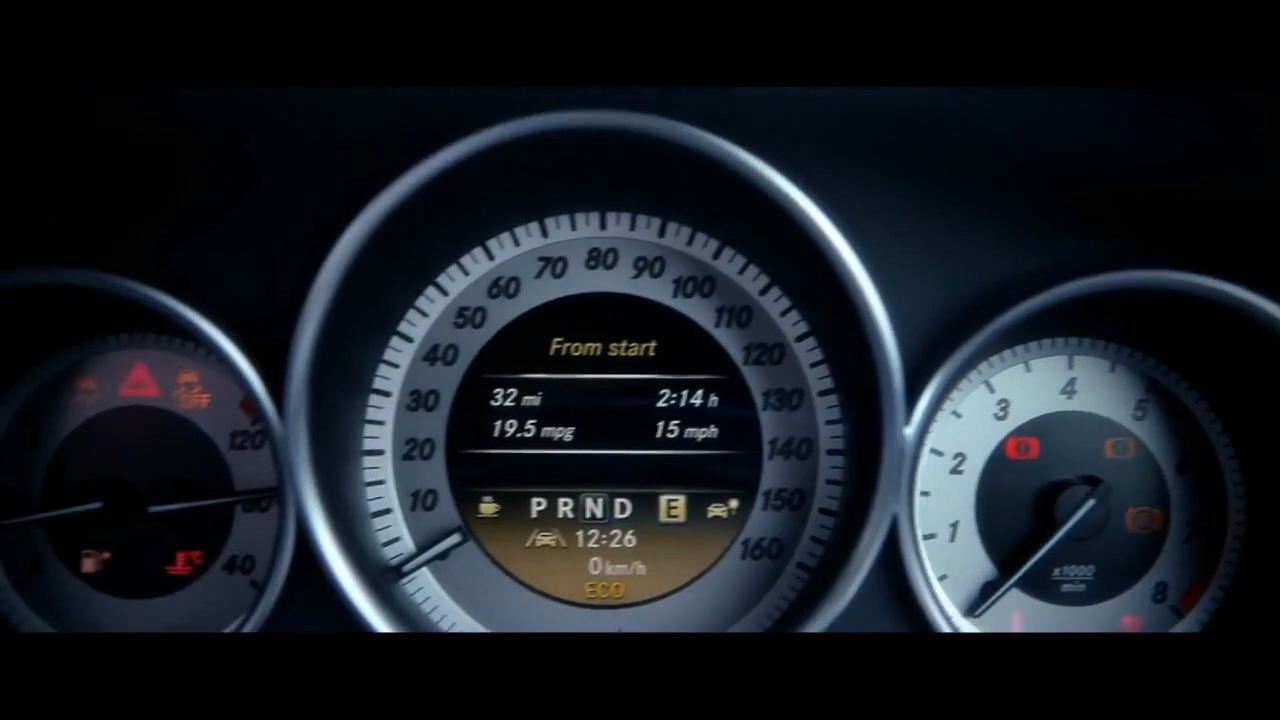 From start
32 mi 2:14 h
19.5 mpg 15 mph
P R N D E
12:26
0 km/h
ECO
10 20 30 40 50 60 70 80 90 100 110 120 130 140 150 160
OFF
120
40
1 2 3 4 5 8
x1000
min